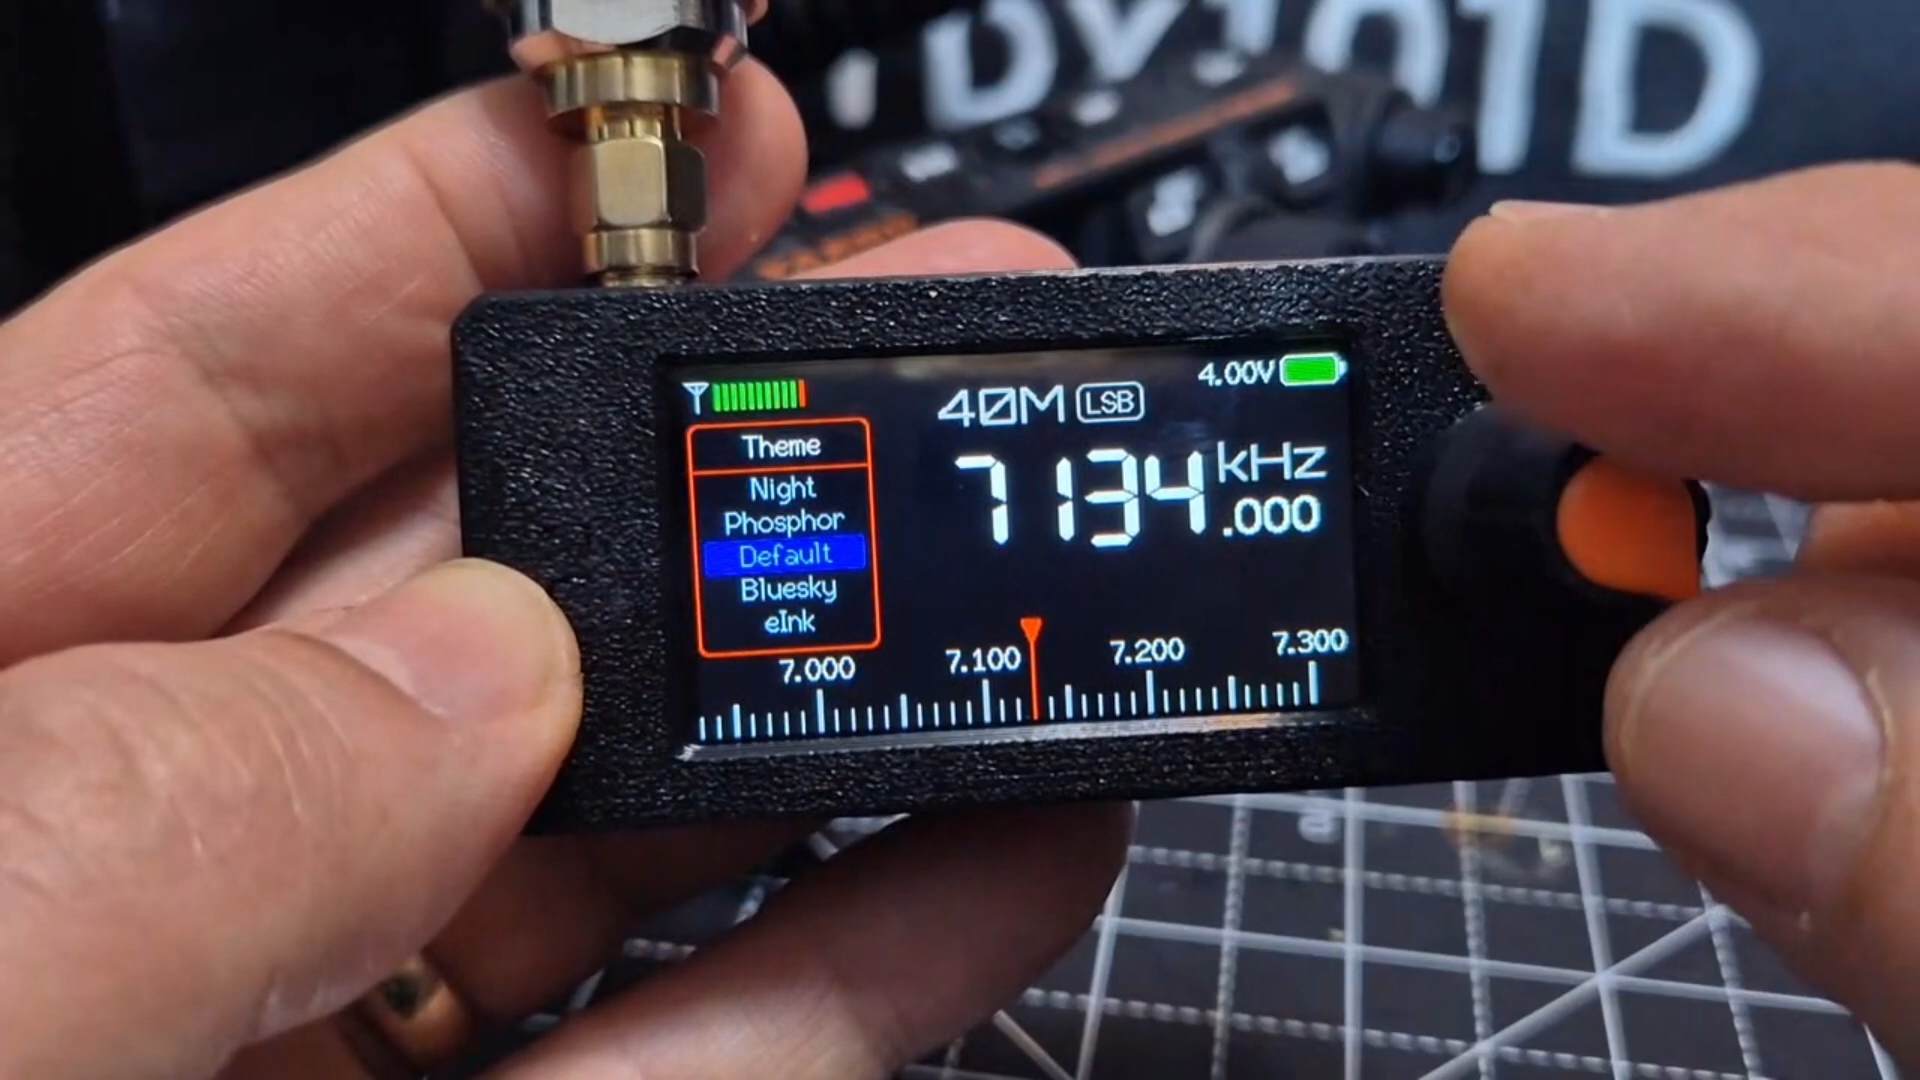 DX101D
4.00V
40M LSB
Theme
Night
Phosphor
Default
Bluesky
eInk
7134 kHz
.000
7.000 7.100 7.200 7.300